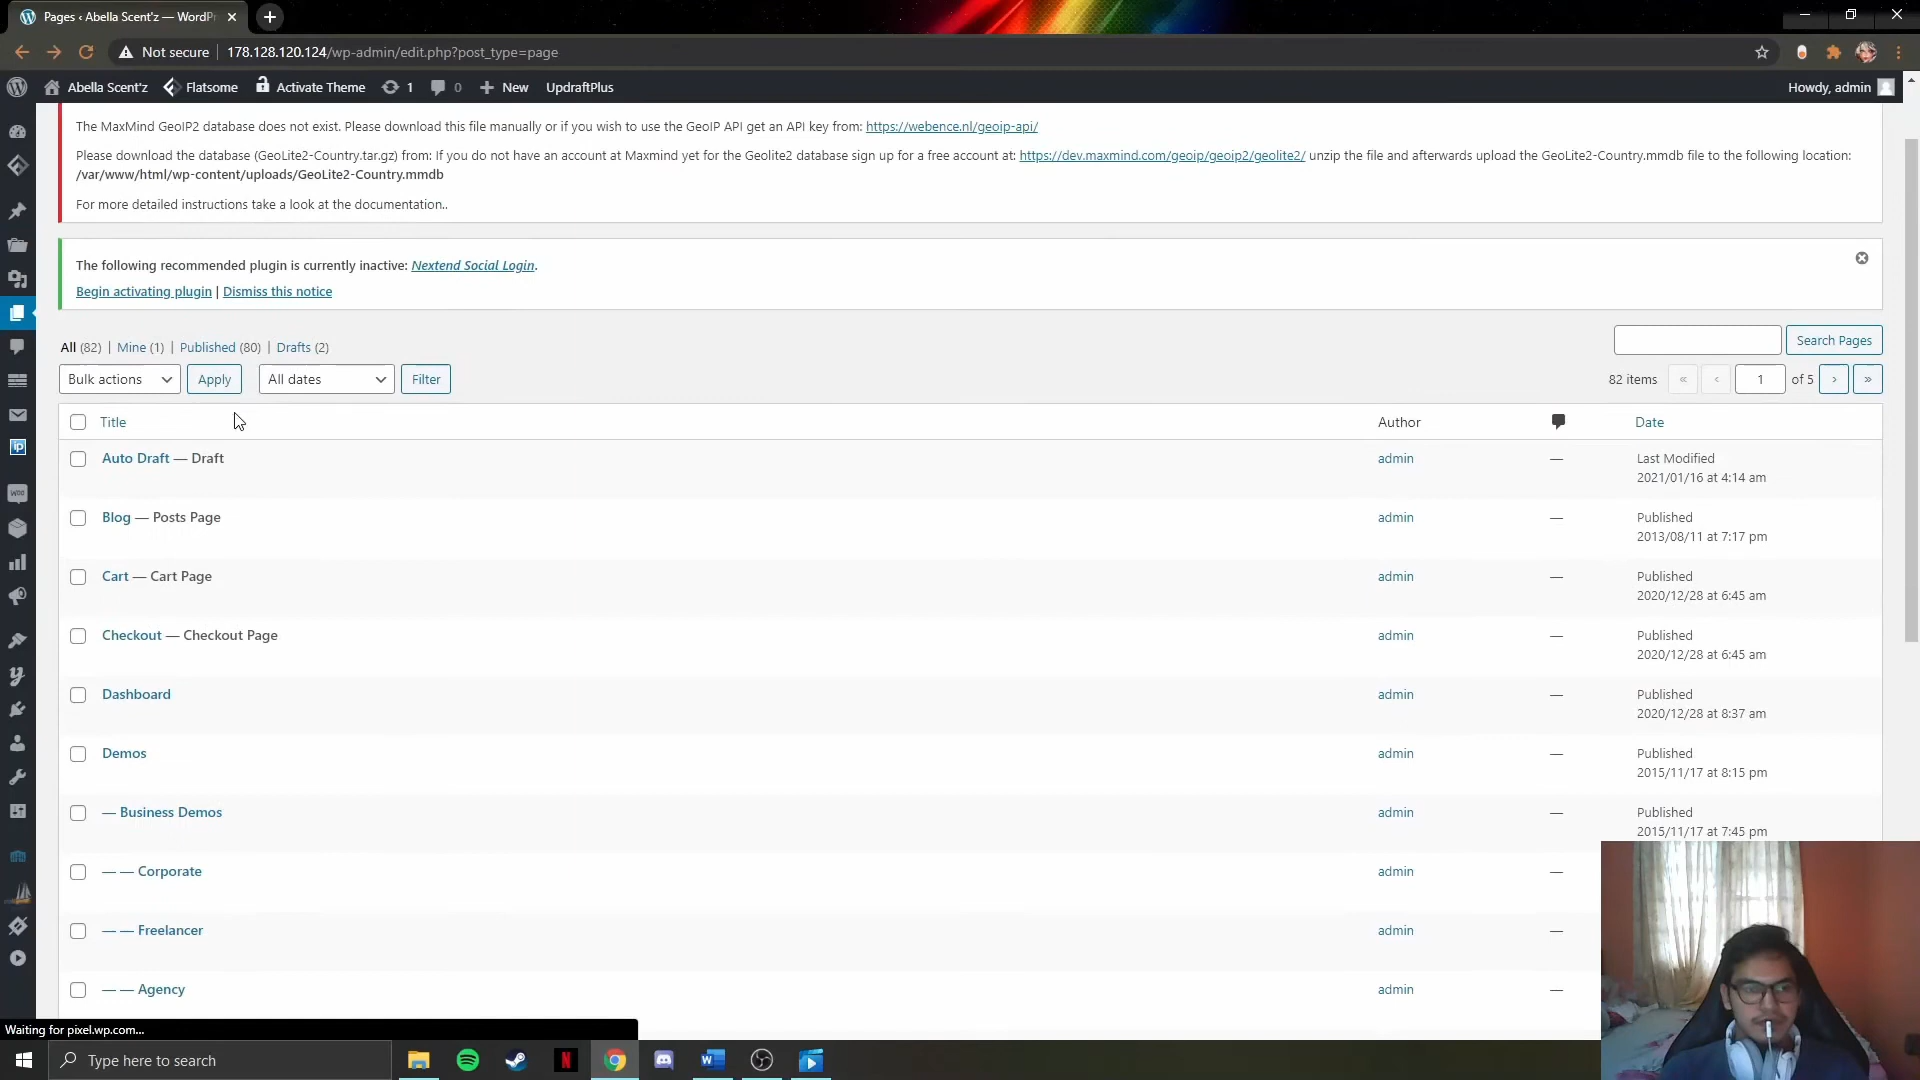 Pages ‹ Abella Scent'z — WordPr
Not secure
178.128.120.124/wp-admin/edit.php?post_type=page
Abella Scent'z
Flatsome
Activate Theme
1
0
New
UpdraftPlus
Howdy, admin
The MaxMind GeoIP2 database does not exist. Please download this file manually or if you wish to use the GeoIP API get an API key from: https://webence.nl/geoip-api/
Please download the database (GeoLite2-Country.tar.gz) from: If you do not have an account at Maxmind yet for the Geolite2 database sign up for a free account at: https://dev.maxmind.com/geoip/geoip2/geolite2/ unzip the file and afterwards upload the GeoLite2-Country.mmdb file to the following location:
/var/www/html/wp-content/uploads/GeoLite2-Country.mmdb
For more detailed instructions take a look at the documentation..
The following recommended plugin is currently inactive: Nextend Social Login.
Begin activating plugin | Dismiss this notice
All (82) | Mine (1) | Published (80) | Drafts (2)
Search Pages
Bulk actions
Apply
All dates
Filter
82 items
«
‹
1
of 5
›
»
Title
Author
Date
Auto Draft — Draft
admin
—
Last Modified
2021/01/16 at 4:14 am
Blog — Posts Page
admin
—
Published
2013/08/11 at 7:17 pm
Cart — Cart Page
admin
—
Published
2020/12/28 at 6:45 am
Checkout — Checkout Page
admin
—
Published
2020/12/28 at 6:45 am
Dashboard
admin
—
Published
2020/12/28 at 8:37 am
Demos
admin
—
Published
2015/11/17 at 8:15 pm
— Business Demos
admin
—
Published
2015/11/17 at 7:45 pm
— — Corporate
admin
—
— — Freelancer
admin
—
— — Agency
admin
—
Waiting for pixel.wp.com...
Type here to search